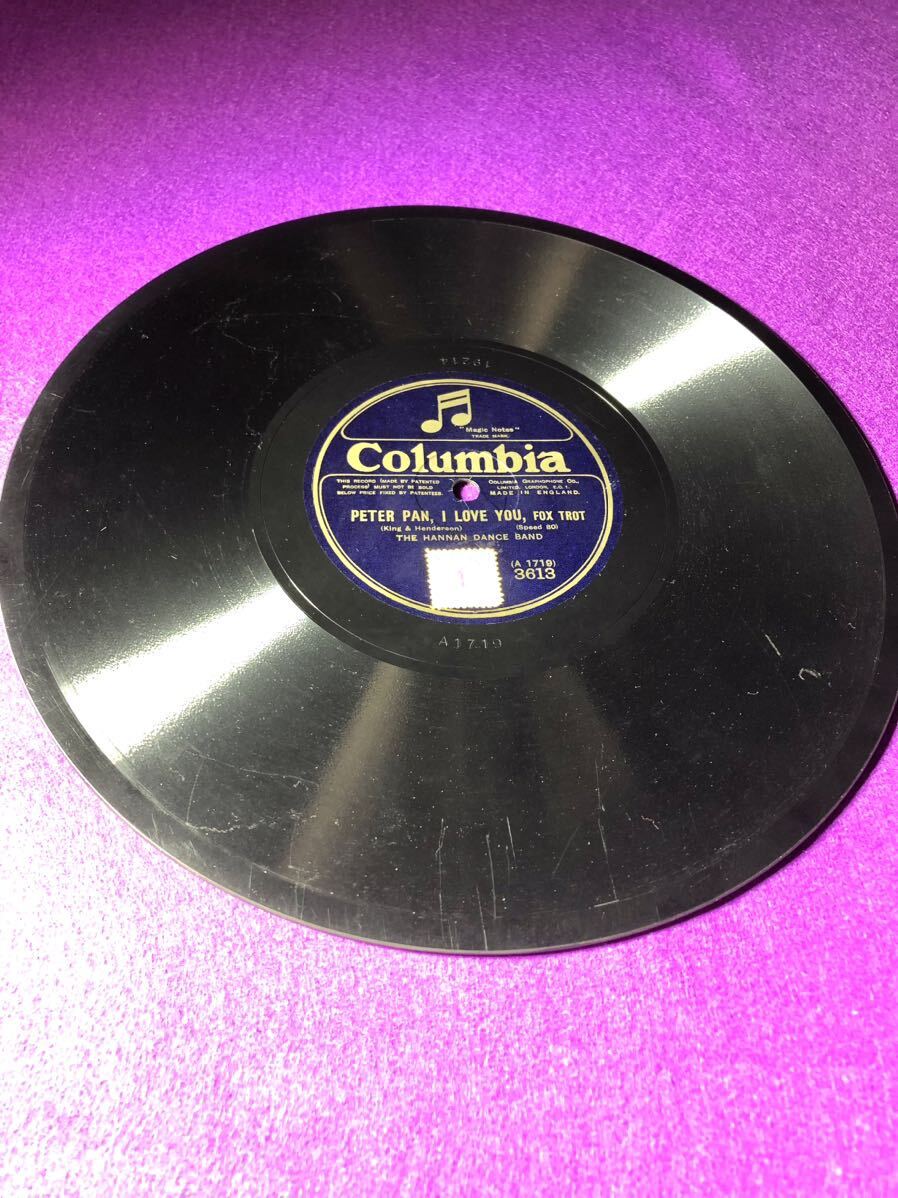 19214
"Magic Notes"
TRADE MARK.
Columbia
THIS RECORD (MADE BY PATENTED
PROCESS) MUST NOT BE SOLD
BELOW PRICE FIXED BY PATENTEES.
COLUMBIA GRAPHOPHONE CO.,
LIMITED, LONDON, E.C.1.
MADE IN ENGLAND.
PETER PAN, I LOVE YOU, FOX TROT
(King & Henderson) (Speed 80)
THE HANNAN DANCE BAND
1
(A 1719)
3613
A1719